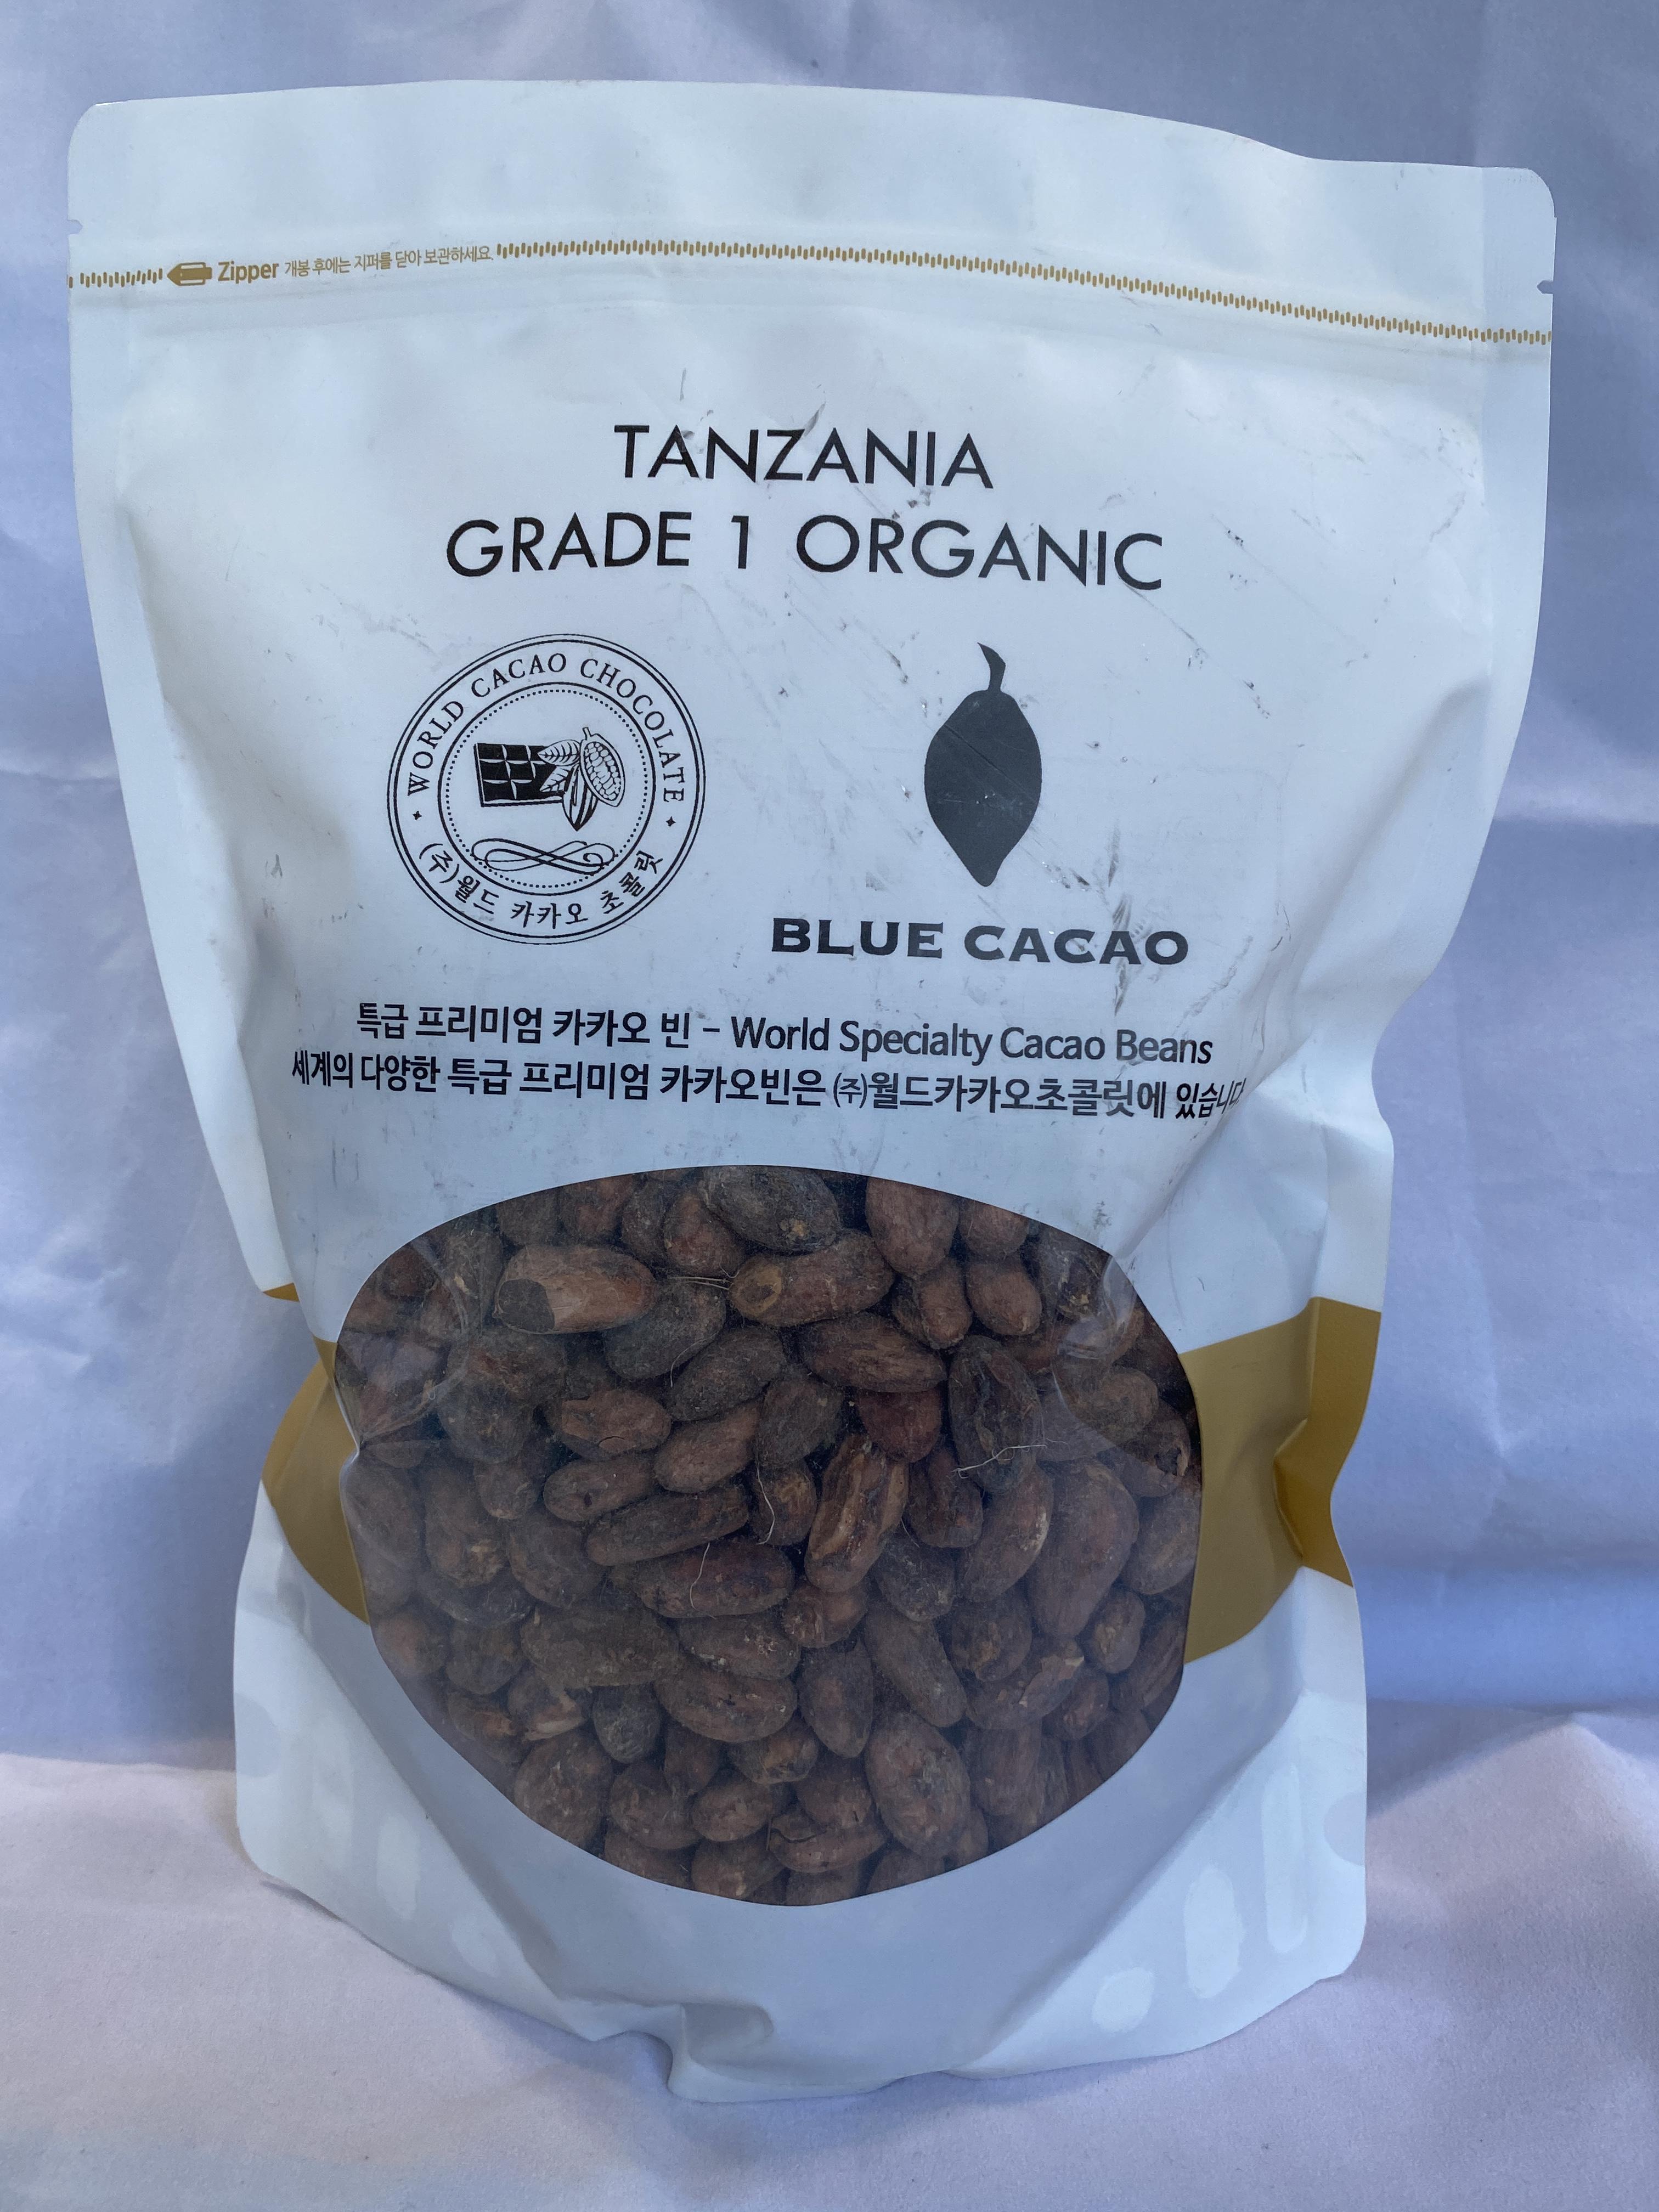 Zipper 개봉 후에는 지퍼를 닫아 보관하세요.
TANZANIA
GRADE 1 ORGANIC
WORLD CACAO CHOCOLATE
(주)월드 카카오 초콜릿
BLUE CACAO
특급 프리미엄 카카오 빈 – World Specialty Cacao Beans
세계의 다양한 특급 프리미엄 카카오빈은 ㈜월드카카오초콜릿에 있습니다